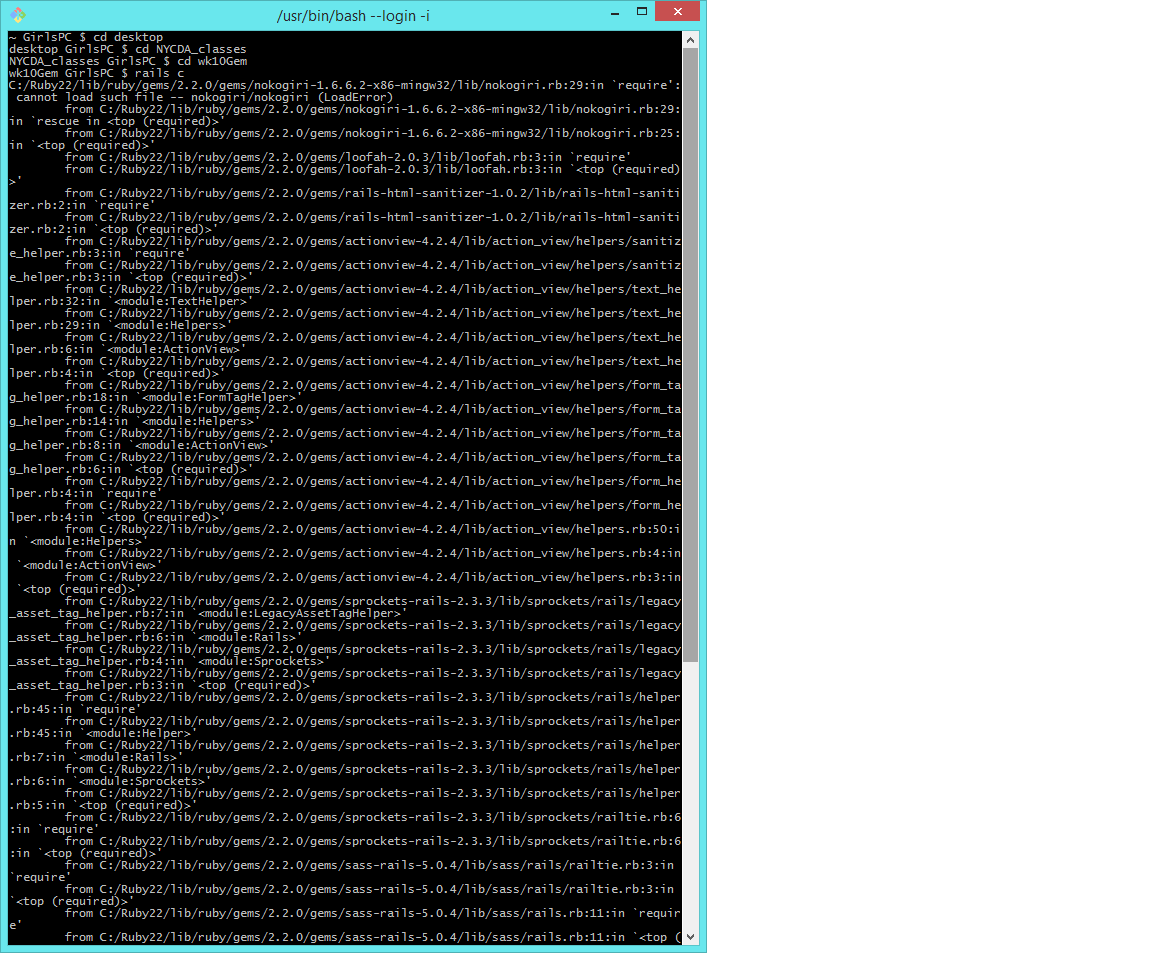 /usr/bin/bash --login -i
~ GirlsPC $ cd desktop
desktop GirlsPC $ cd NYCDA_classes
NYCDA_classes GirlsPC $ cd wk10Gem
wk10Gem GirlsPC $ rails c
C:/Ruby22/lib/ruby/gems/2.2.0/gems/nokogiri-1.6.6.2-x86-mingw32/lib/nokogiri.rb:29:in `require':
 cannot load such file -- nokogiri/nokogiri (LoadError)
        from C:/Ruby22/lib/ruby/gems/2.2.0/gems/nokogiri-1.6.6.2-x86-mingw32/lib/nokogiri.rb:29:
in `rescue in <top (required)>'
        from C:/Ruby22/lib/ruby/gems/2.2.0/gems/nokogiri-1.6.6.2-x86-mingw32/lib/nokogiri.rb:25:
in `<top (required)>'
        from C:/Ruby22/lib/ruby/gems/2.2.0/gems/loofah-2.0.3/lib/loofah.rb:3:in `require'
        from C:/Ruby22/lib/ruby/gems/2.2.0/gems/loofah-2.0.3/lib/loofah.rb:3:in `<top (required)
>'
        from C:/Ruby22/lib/ruby/gems/2.2.0/gems/rails-html-sanitizer-1.0.2/lib/rails-html-saniti
zer.rb:2:in `require'
        from C:/Ruby22/lib/ruby/gems/2.2.0/gems/rails-html-sanitizer-1.0.2/lib/rails-html-saniti
zer.rb:2:in `<top (required)>'
        from C:/Ruby22/lib/ruby/gems/2.2.0/gems/actionview-4.2.4/lib/action_view/helpers/sanitiz
e_helper.rb:3:in `require'
        from C:/Ruby22/lib/ruby/gems/2.2.0/gems/actionview-4.2.4/lib/action_view/helpers/sanitiz
e_helper.rb:3:in `<top (required)>'
        from C:/Ruby22/lib/ruby/gems/2.2.0/gems/actionview-4.2.4/lib/action_view/helpers/text_he
lper.rb:32:in `<module:TextHelper>'
        from C:/Ruby22/lib/ruby/gems/2.2.0/gems/actionview-4.2.4/lib/action_view/helpers/text_he
lper.rb:29:in `<module:Helpers>'
        from C:/Ruby22/lib/ruby/gems/2.2.0/gems/actionview-4.2.4/lib/action_view/helpers/text_he
lper.rb:6:in `<module:ActionView>'
        from C:/Ruby22/lib/ruby/gems/2.2.0/gems/actionview-4.2.4/lib/action_view/helpers/text_he
lper.rb:4:in `<top (required)>'
        from C:/Ruby22/lib/ruby/gems/2.2.0/gems/actionview-4.2.4/lib/action_view/helpers/form_ta
g_helper.rb:18:in `<module:FormTagHelper>'
        from C:/Ruby22/lib/ruby/gems/2.2.0/gems/actionview-4.2.4/lib/action_view/helpers/form_ta
g_helper.rb:14:in `<module:Helpers>'
        from C:/Ruby22/lib/ruby/gems/2.2.0/gems/actionview-4.2.4/lib/action_view/helpers/form_ta
g_helper.rb:8:in `<module:ActionView>'
        from C:/Ruby22/lib/ruby/gems/2.2.0/gems/actionview-4.2.4/lib/action_view/helpers/form_ta
g_helper.rb:6:in `<top (required)>'
        from C:/Ruby22/lib/ruby/gems/2.2.0/gems/actionview-4.2.4/lib/action_view/helpers/form_he
lper.rb:4:in `require'
        from C:/Ruby22/lib/ruby/gems/2.2.0/gems/actionview-4.2.4/lib/action_view/helpers/form_he
lper.rb:4:in `<top (required)>'
        from C:/Ruby22/lib/ruby/gems/2.2.0/gems/actionview-4.2.4/lib/action_view/helpers.rb:50:i
n `<module:Helpers>'
        from C:/Ruby22/lib/ruby/gems/2.2.0/gems/actionview-4.2.4/lib/action_view/helpers.rb:4:in
 `<module:ActionView>'
        from C:/Ruby22/lib/ruby/gems/2.2.0/gems/actionview-4.2.4/lib/action_view/helpers.rb:3:in
 `<top (required)>'
        from C:/Ruby22/lib/ruby/gems/2.2.0/gems/sprockets-rails-2.3.3/lib/sprockets/rails/legacy
_asset_tag_helper.rb:7:in `<module:LegacyAssetTagHelper>'
        from C:/Ruby22/lib/ruby/gems/2.2.0/gems/sprockets-rails-2.3.3/lib/sprockets/rails/legacy
_asset_tag_helper.rb:6:in `<module:Rails>'
        from C:/Ruby22/lib/ruby/gems/2.2.0/gems/sprockets-rails-2.3.3/lib/sprockets/rails/legacy
_asset_tag_helper.rb:4:in `<module:Sprockets>'
        from C:/Ruby22/lib/ruby/gems/2.2.0/gems/sprockets-rails-2.3.3/lib/sprockets/rails/legacy
_asset_tag_helper.rb:3:in `<top (required)>'
        from C:/Ruby22/lib/ruby/gems/2.2.0/gems/sprockets-rails-2.3.3/lib/sprockets/rails/helper
.rb:45:in `require'
        from C:/Ruby22/lib/ruby/gems/2.2.0/gems/sprockets-rails-2.3.3/lib/sprockets/rails/helper
.rb:45:in `<module:Helper>'
        from C:/Ruby22/lib/ruby/gems/2.2.0/gems/sprockets-rails-2.3.3/lib/sprockets/rails/helper
.rb:7:in `<module:Rails>'
        from C:/Ruby22/lib/ruby/gems/2.2.0/gems/sprockets-rails-2.3.3/lib/sprockets/rails/helper
.rb:6:in `<module:Sprockets>'
        from C:/Ruby22/lib/ruby/gems/2.2.0/gems/sprockets-rails-2.3.3/lib/sprockets/rails/helper
.rb:5:in `<top (required)>'
        from C:/Ruby22/lib/ruby/gems/2.2.0/gems/sprockets-rails-2.3.3/lib/sprockets/railtie.rb:6
:in `require'
        from C:/Ruby22/lib/ruby/gems/2.2.0/gems/sprockets-rails-2.3.3/lib/sprockets/railtie.rb:6
:in `<top (required)>'
        from C:/Ruby22/lib/ruby/gems/2.2.0/gems/sass-rails-5.0.4/lib/sass/rails/railtie.rb:3:in
`require'
        from C:/Ruby22/lib/ruby/gems/2.2.0/gems/sass-rails-5.0.4/lib/sass/rails/railtie.rb:3:in
`<top (required)>'
        from C:/Ruby22/lib/ruby/gems/2.2.0/gems/sass-rails-5.0.4/lib/sass/rails.rb:11:in `requir
e'
        from C:/Ruby22/lib/ruby/gems/2.2.0/gems/sass-rails-5.0.4/lib/sass/rails.rb:11:in `<top (